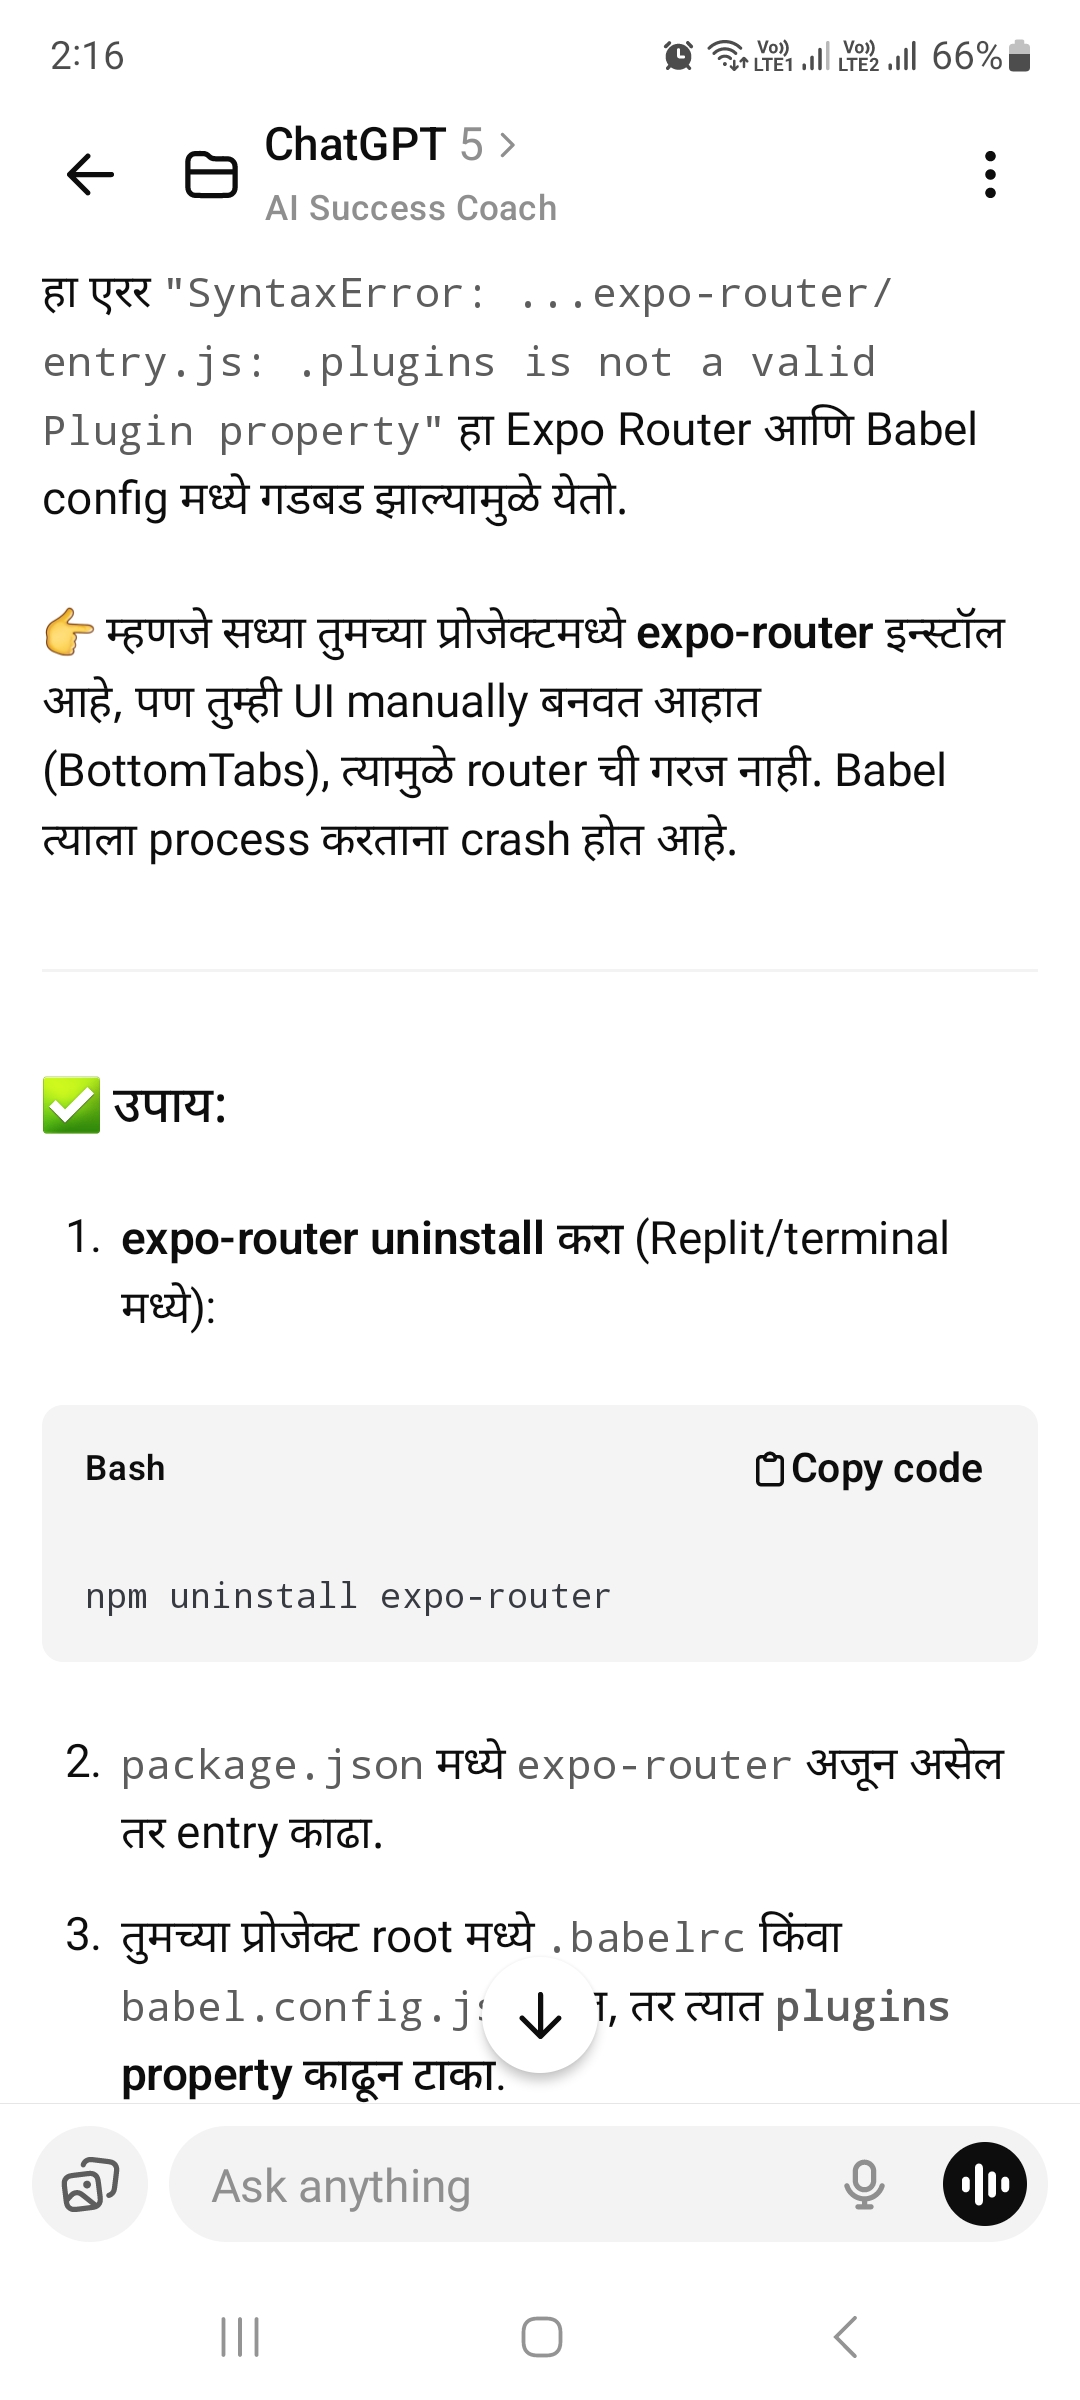 2:16
Vo)) LTE1 Vo)) LTE2 66%
ChatGPT 5 >
AI Success Coach
हा एरर "SyntaxError: ...expo-router/
entry.js: .plugins is not a valid
Plugin property" हा Expo Router आणि Babel
config मध्ये गडबड झाल्यामुळे येतो.
👉 म्हणजे सध्या तुमच्या प्रोजेक्टमध्ये expo-router इन्स्टॉल
आहे, पण तुम्ही UI manually बनवत आहात
(BottomTabs), त्यामुळे router ची गरज नाही. Babel
त्याला process करताना crash होत आहे.
✅ उपाय:
1. expo-router uninstall करा (Replit/terminal
मध्ये):
Bash
Copy code
npm uninstall expo-router
2. package.json मध्ये expo-router अजून असेल
तर entry काढा.
3. तुमच्या प्रोजेक्ट root मध्ये .babelrc किंवा
babel.config.js , तर त्यात plugins
property काढून टाका.
Ask anything